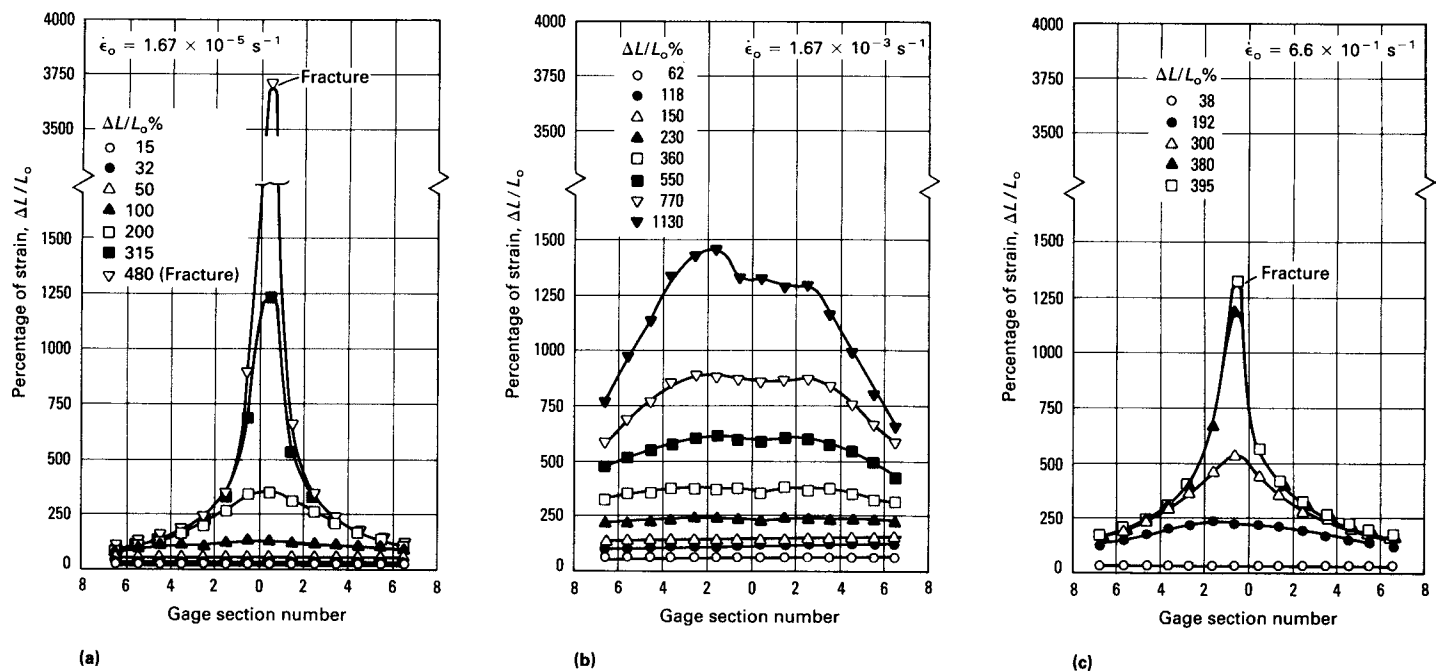 4000
3750
3500
1500
1250
1000
750
500
250
0
Percentage of strain, ΔL/Lₒ
ε̇ₒ = 1.67 × 10⁻⁵ s⁻¹
Fracture
ΔL/Lₒ%
15
32
50
100
200
315
480 (Fracture)
8 6 4 2 0 2 4 6 8
Gage section number
(a)
4000
3750
3500
1500
1250
1000
750
500
250
0
Percentage of strain, ΔL/Lₒ
ΔL/Lₒ%
ε̇ₒ = 1.67 × 10⁻³ s⁻¹
62
118
150
230
360
550
770
1130
8 6 4 2 0 2 4 6 8
Gage section number
(b)
4000
3750
3500
1500
1250
1000
750
500
250
0
Percentage of strain, ΔL/Lₒ
ε̇ₒ = 6.6 × 10⁻¹ s⁻¹
ΔL/Lₒ%
38
192
300
380
395
Fracture
8 6 4 2 0 2 4 6 8
Gage section number
(c)